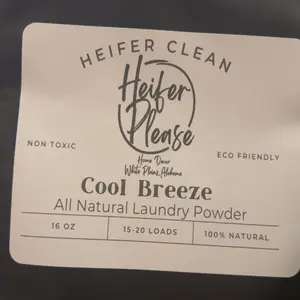 HEIFER CLEAN
Heifer
Please
Home Decor
White Plains, Alabama
NON TOXIC
ECO FRIENDLY
Cool Breeze
All Natural Laundry Powder
16 OZ
15-20 LOADS
100% NATURAL